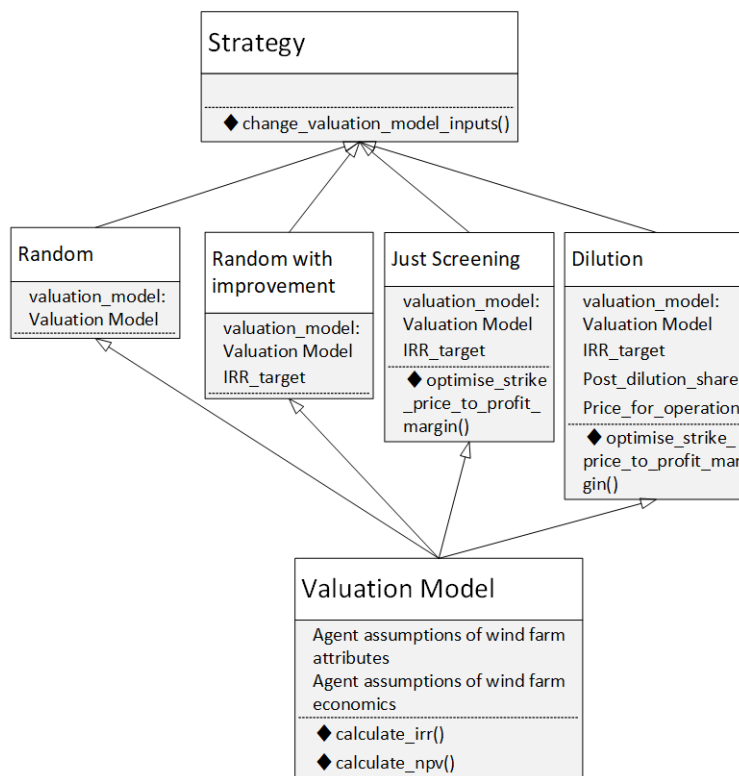 Strategy
◆ change_valuation_model_inputs()
Random
valuation_model:
Valuation Model
Random with
improvement
valuation_model:
Valuation Model
IRR_target
Just Screening
valuation_model:
Valuation Model
IRR_target
◆ optimise_strike
_price_to_profit_
margin()
Dilution
valuation_model:
Valuation Model
IRR_target
Post_dilution_share
Price_for_operation
◆ optimise_strike_
price_to_profit_mar
gin()
Valuation Model
Agent assumptions of wind farm
attributes
Agent assumptions of wind farm
economics
◆ calculate_irr()
◆ calculate_npv()